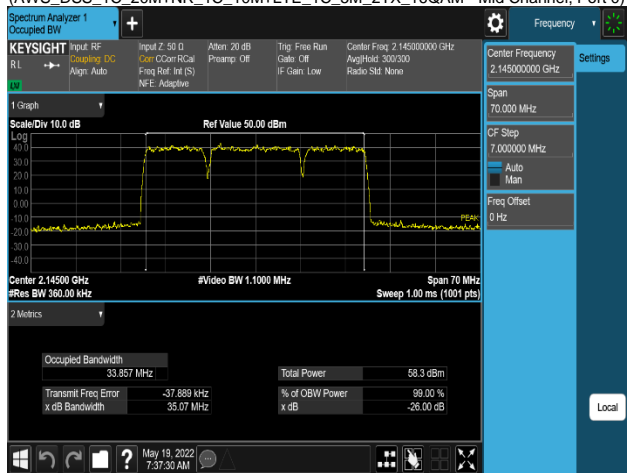 Spectrum Analyzer 1
Occupied BW
+
Frequency
KEYSIGHT
RL
Input: RF
Coupling: DC
Align: Auto
Input Z: 50 Ω
Corr CCorr RCal
Freq Ref: Int (S)
NFE: Adaptive
Atten: 20 dB
Preamp: Off
Trig: Free Run
Gate: Off
IF Gain: Low
Center Freq: 2.145000000 GHz
Avg|Hold: 300/300
Radio Std: None
Center Frequency
2.145000000 GHz
Settings
Span
70.000 MHz
CF Step
7.000000 MHz
Auto
Man
Freq Offset
0 Hz
1 Graph
Scale/Div 10.0 dB
Ref Value 50.00 dBm
Log
40.0
30.0
20.0
10.0
0.00
-10.0
-20.0
-30.0
-40.0
PEAK
Center 2.14500 GHz
#Video BW 1.1000 MHz
Span 70 MHz
#Res BW 360.00 kHz
Sweep 1.00 ms (1001 pts)
2 Metrics
Occupied Bandwidth
33.857 MHz
Total Power
58.3 dBm
Transmit Freq Error
-37.889 kHz
% of OBW Power
99.00 %
x dB Bandwidth
35.07 MHz
x dB
-26.00 dB
Local
?
May 19, 2022
7:37:30 AM